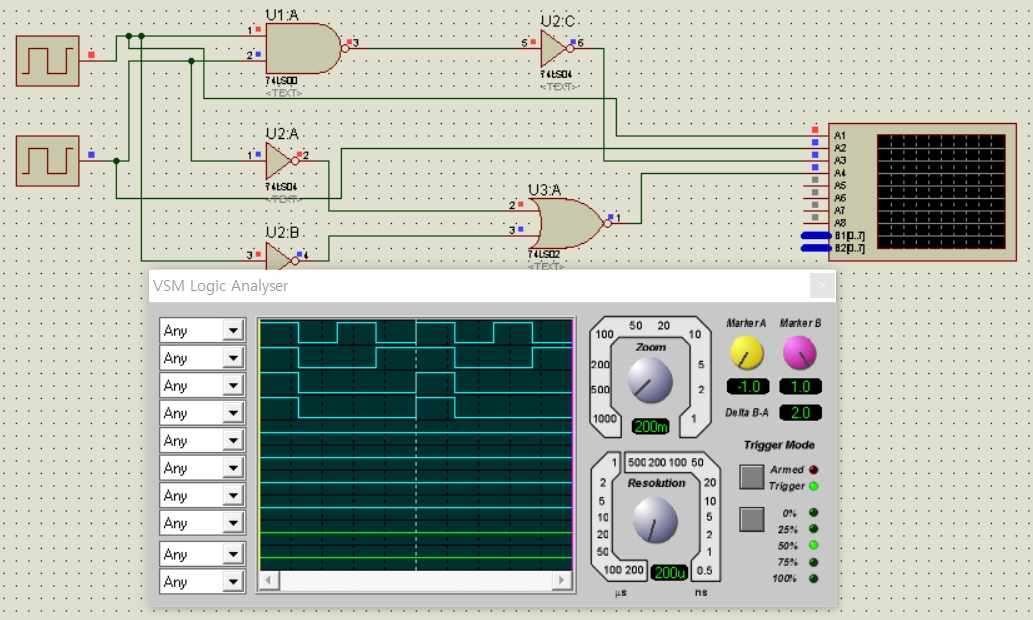 U1:A
1
2
3
74LS00
<TEXT>
U2:C
5
6
74LS04
<TEXT>
U2:A
1
2
74LS04
<TEXT>
U3:A
2
3
1
74LS02
<TEXT>
U2:B
3
4
A1
A2
A3
A4
A5
A6
A7
A8
B1[0..7]
B2[0..7]
VSM Logic Analyser
Any
Any
Any
Any
Any
Any
Any
Any
Any
Any
Zoom
1000 500 200 100 50 20 10 5 2 1
200m
Resolution
1 2 5 10 20 50 100 200
500 200 100 50 20 10 5 2 1 0.5
200u
µs
ns
Marker A
Marker B
-1.0
1.0
Delta B-A
2.0
Trigger Mode
Armed
Trigger
0%
25%
50%
75%
100%